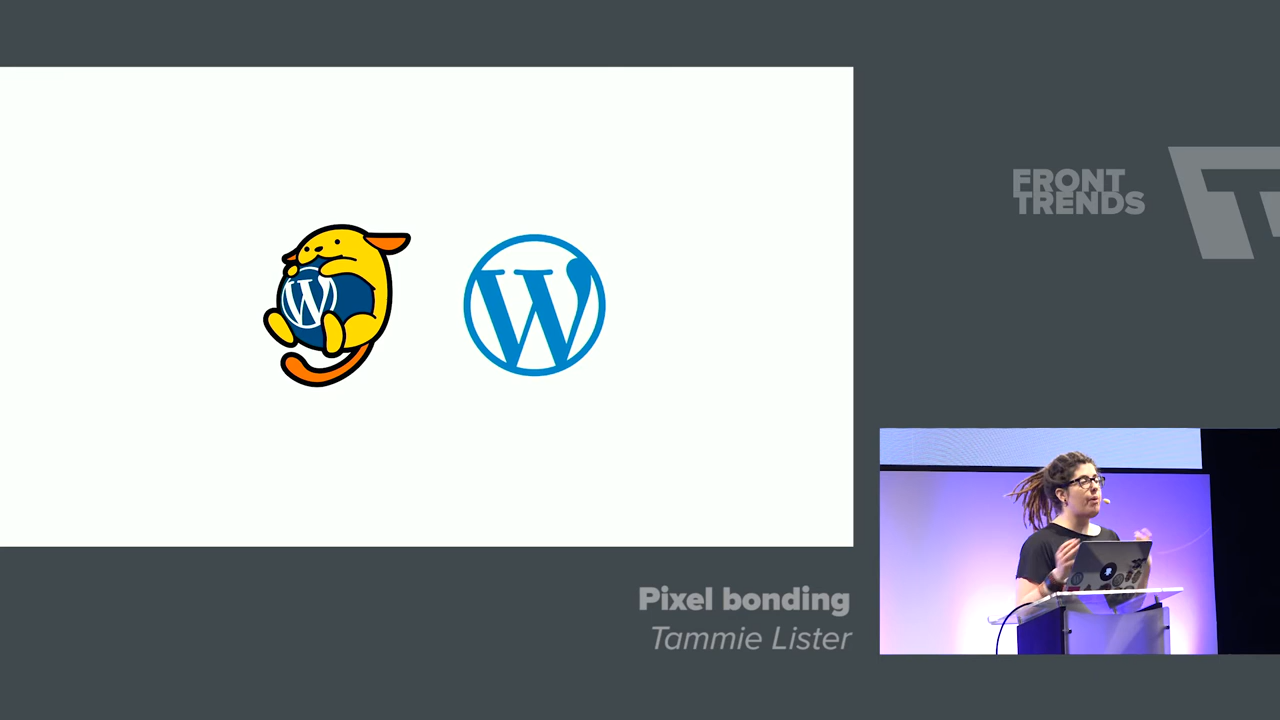 W
W
FRONT
TRENDS
Pixel bonding
Tammie Lister